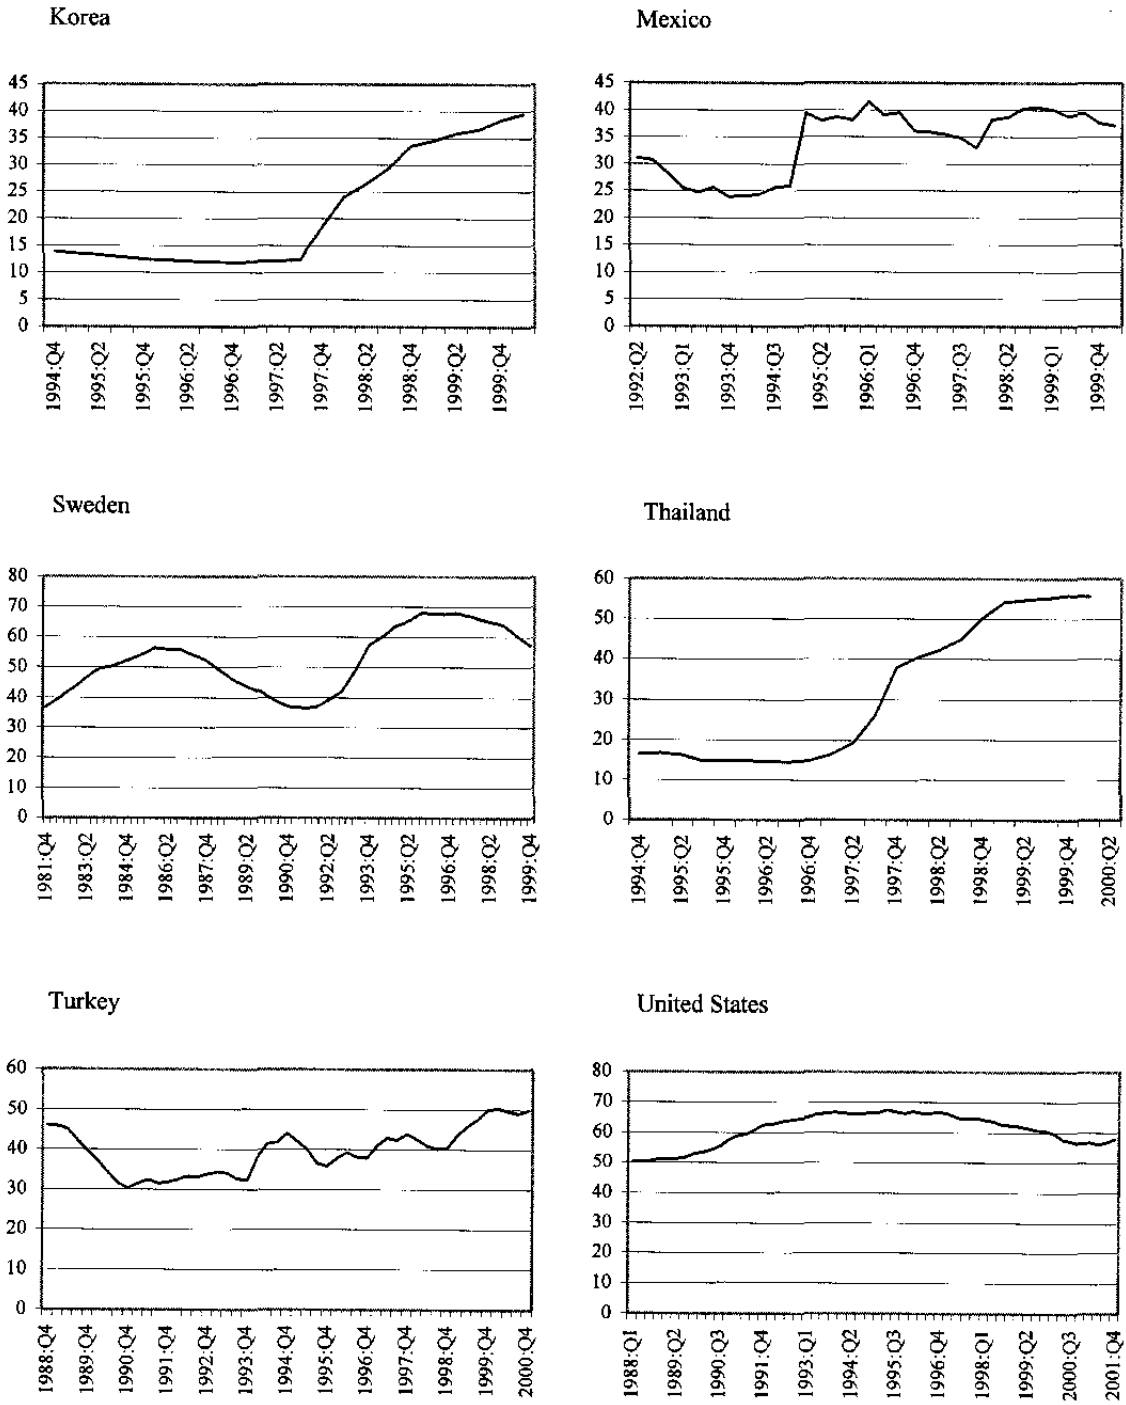 Korea
45
40
35
30
25
20
15
10
5
0
1994:Q4
1995:Q2
1995:Q4
1996:Q2
1996:Q4
1997:Q2
1997:Q4
1998:Q2
1998:Q4
1999:Q2
1999:Q4
Mexico
45
40
35
30
25
20
15
10
5
0
1992:Q2
1993:Q1
1993:Q4
1994:Q3
1995:Q2
1996:Q1
1996:Q4
1997:Q3
1998:Q2
1999:Q1
1999:Q4
Sweden
80
70
60
50
40
30
20
10
0
1981:Q4
1983:Q2
1984:Q4
1986:Q2
1987:Q4
1989:Q2
1990:Q4
1992:Q2
1993:Q4
1995:Q2
1996:Q4
1998:Q2
1999:Q4
Thailand
60
50
40
30
20
10
0
1994:Q4
1995:Q2
1995:Q4
1996:Q2
1996:Q4
1997:Q2
1997:Q4
1998:Q2
1998:Q4
1999:Q2
1999:Q4
2000:Q2
Turkey
60
50
40
30
20
10
0
1988:Q4
1989:Q4
1990:Q4
1991:Q4
1992:Q4
1993:Q4
1994:Q4
1995:Q4
1996:Q4
1997:Q4
1998:Q4
1999:Q4
2000:Q4
United States
80
70
60
50
40
30
20
10
0
1988:Q1
1989:Q2
1990:Q3
1991:Q4
1993:Q1
1994:Q2
1995:Q3
1996:Q4
1998:Q1
1999:Q2
2000:Q3
2001:Q4